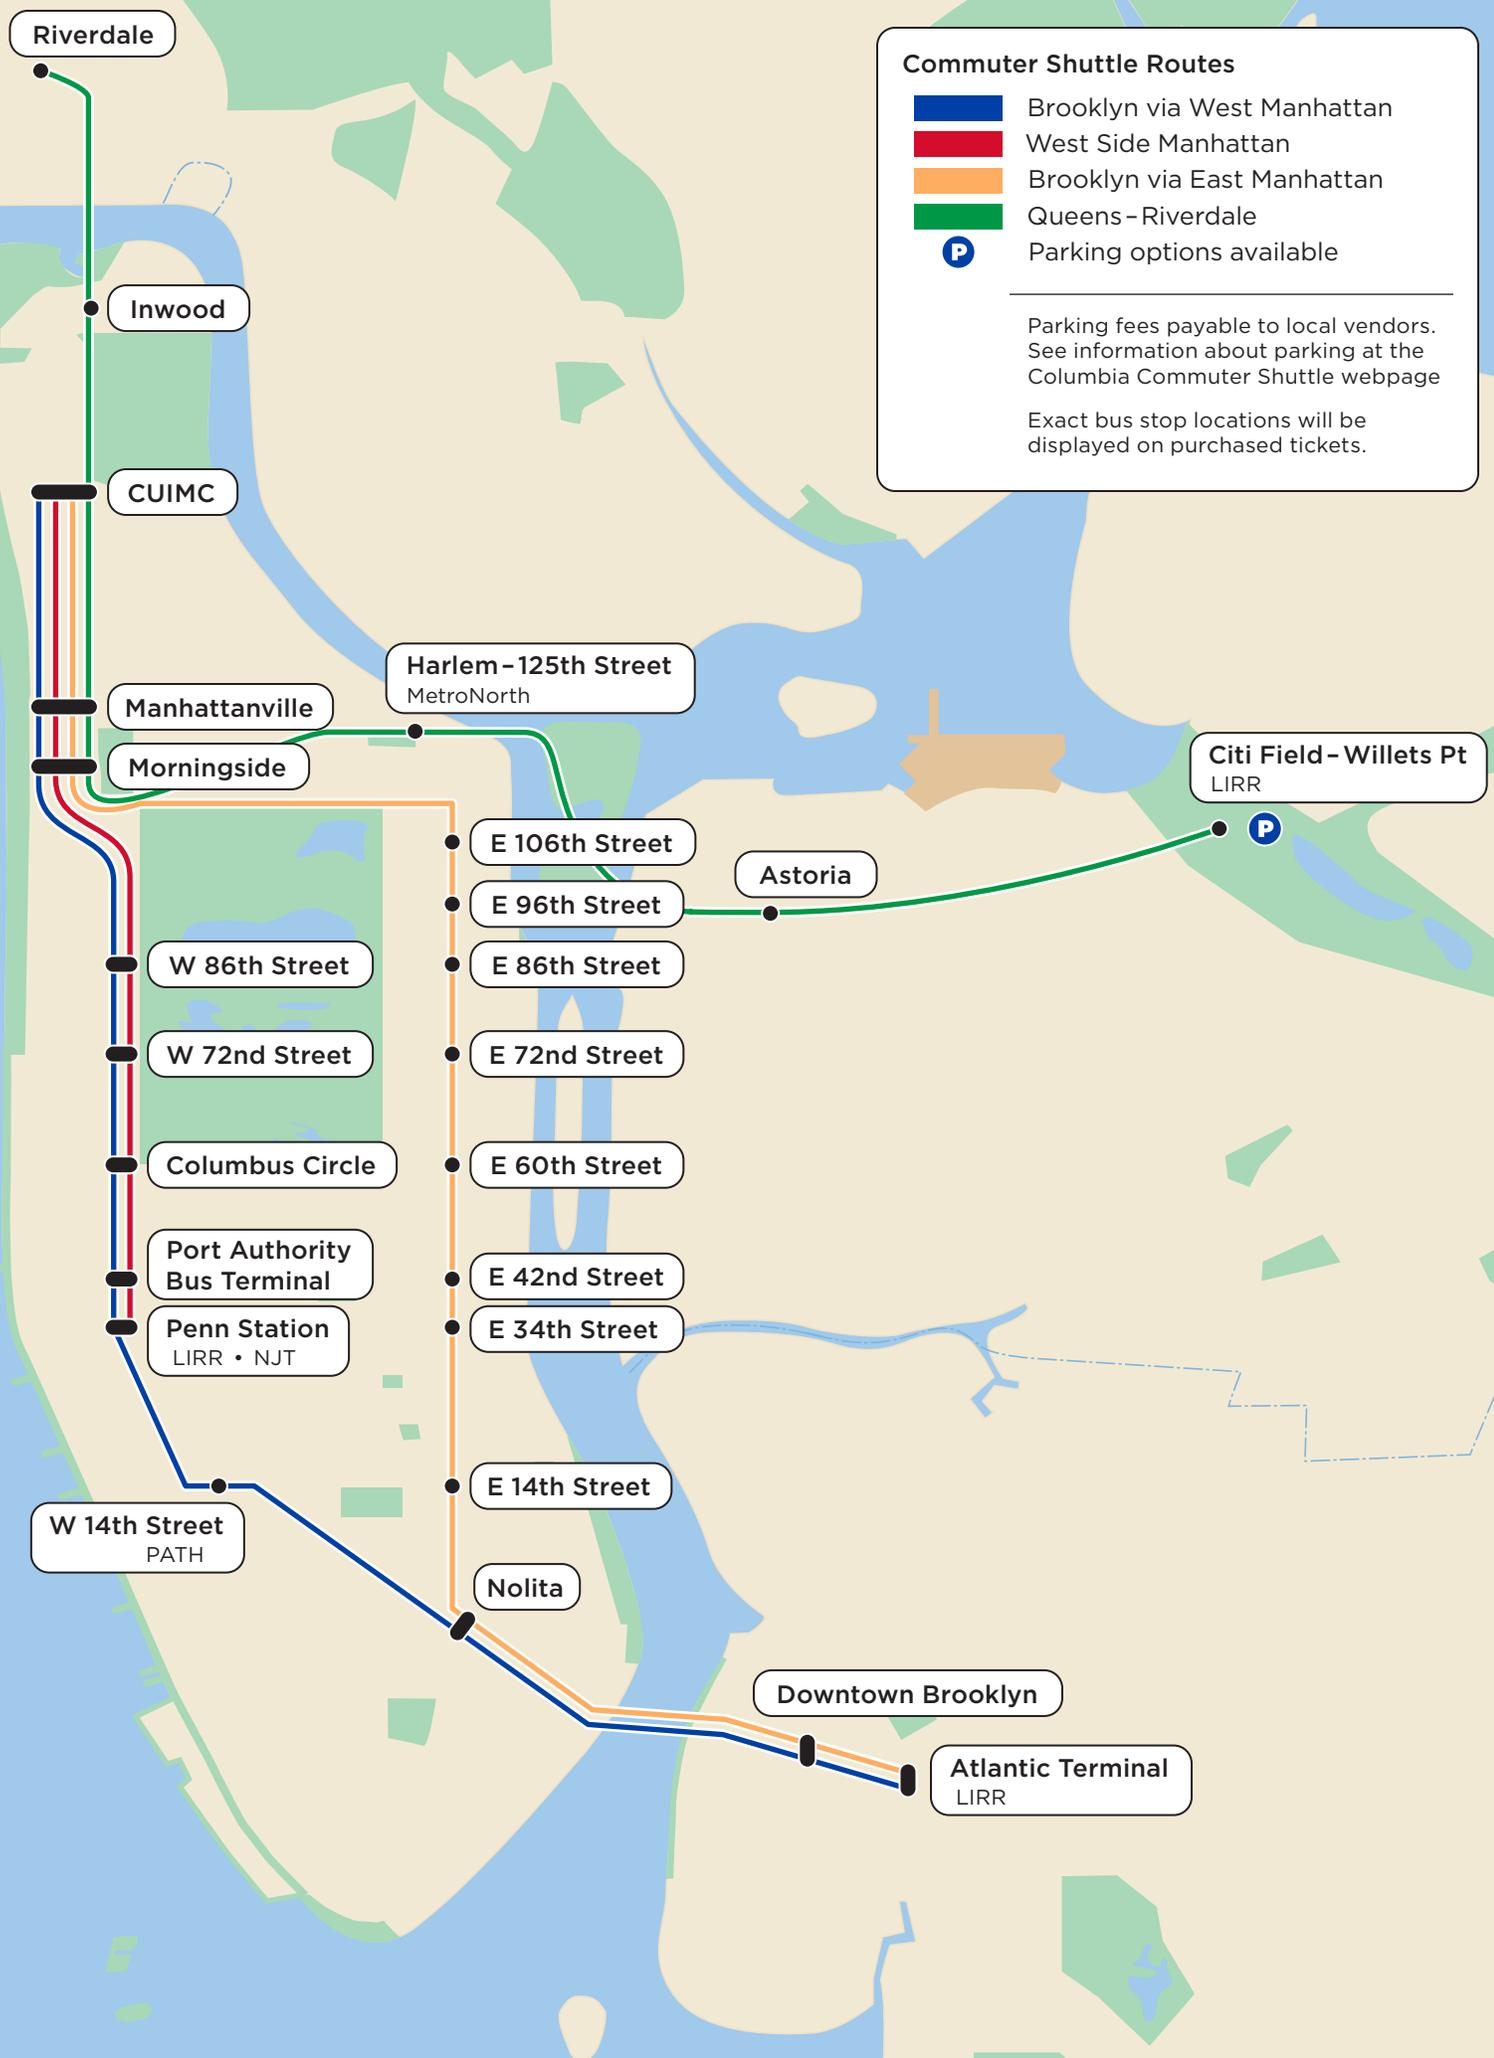 Riverdale
Commuter Shuttle Routes
Brooklyn via West Manhattan
West Side Manhattan
Brooklyn via East Manhattan
Queens–Riverdale
P
Parking options available
Parking fees payable to local vendors.
See information about parking at the
Columbia Commuter Shuttle webpage
Exact bus stop locations will be
displayed on purchased tickets.
Inwood
CUIMC
Harlem–125th Street
MetroNorth
Manhattanville
Morningside
Citi Field–Willets Pt
LIRR
P
E 106th Street
Astoria
E 96th Street
W 86th Street
E 86th Street
W 72nd Street
E 72nd Street
Columbus Circle
E 60th Street
Port Authority
Bus Terminal
E 42nd Street
Penn Station
LIRR • NJT
E 34th Street
E 14th Street
W 14th Street
PATH
Nolita
Downtown Brooklyn
Atlantic Terminal
LIRR